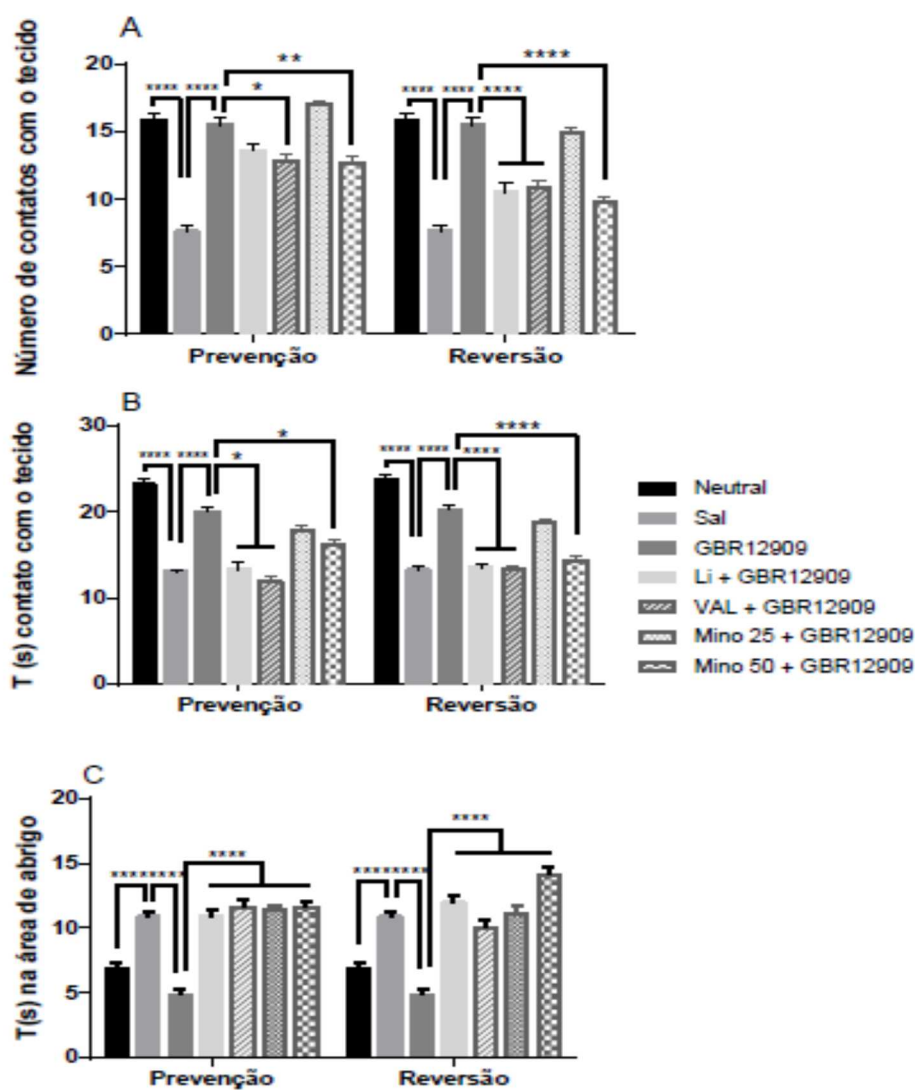 A
Número de contatos com o tecido
20
15
10
5
0
**** **** * **
**** **** **** ****
Prevenção Reversão
B
T (s) contato com o tecido
30
20
10
0
**** **** * *
**** **** **** ****
Prevenção Reversão
Neutral
Sal
GBR12909
Li + GBR12909
VAL + GBR12909
Mino 25 + GBR12909
Mino 50 + GBR12909
C
T(s) na área de abrigo
20
15
10
5
0
******** ****
******** ****
Prevenção Reversão